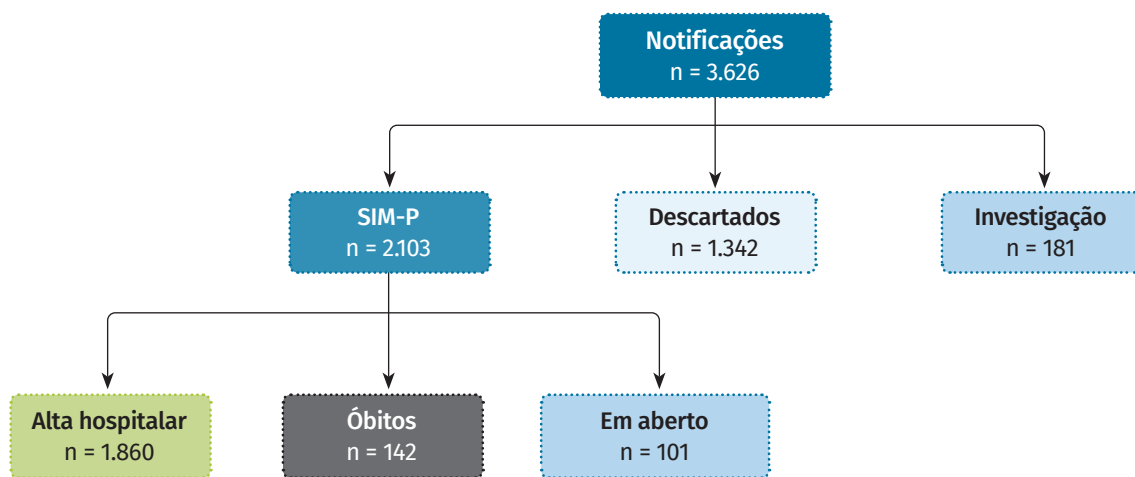 Notificações
n = 3.626
SIM-P
n = 2.103
Descartados
n = 1.342
Investigação
n = 181
Alta hospitalar
n = 1.860
Óbitos
n = 142
Em aberto
n = 101